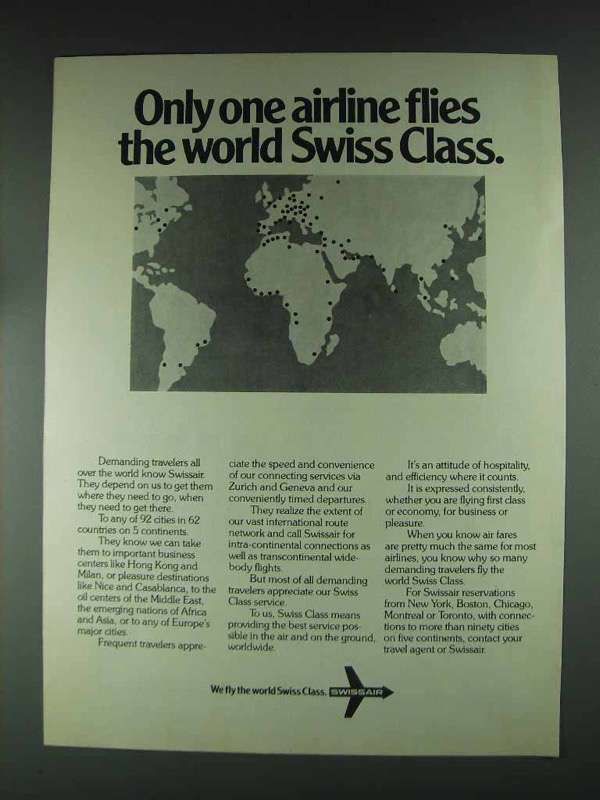 Only one airline flies
the world Swiss Class.
Demanding travelers all
over the world know Swissair.
They depend on us to get them
where they need to go, when
they need to get there.
To any of 92 cities in 62
countries on 5 continents.
They know we can take
them to important business
centers like Hong Kong and
Milan, or pleasure destinations
like Nice and Casablanca, to the
oil centers of the Middle East,
the emerging nations of Africa
and Asia, or to any of Europe's
major cities.
Frequent travelers appre-
ciate the speed and convenience
of our connecting services via
Zurich and Geneva and our
conveniently timed departures.
They realize the extent of
our vast international route
network and call Swissair for
intra-continental connections as
well as transcontinental wide-
body flights.
But most of all demanding
travelers appreciate our Swiss
Class service.
To us, Swiss Class means
providing the best service pos-
sible in the air and on the ground,
worldwide.
It's an attitude of hospitality,
and efficiency where it counts.
It is expressed consistently,
whether you are flying first class
or economy, for business or
pleasure.
When you know air fares
are pretty much the same for most
airlines, you know why so many
demanding travelers fly the
world Swiss Class.
For Swissair reservations
from New York, Boston, Chicago,
Montreal or Toronto, with connec-
tions to more than ninety cities
on five continents, contact your
travel agent or Swissair.
We fly the world Swiss Class. SWISSAIR